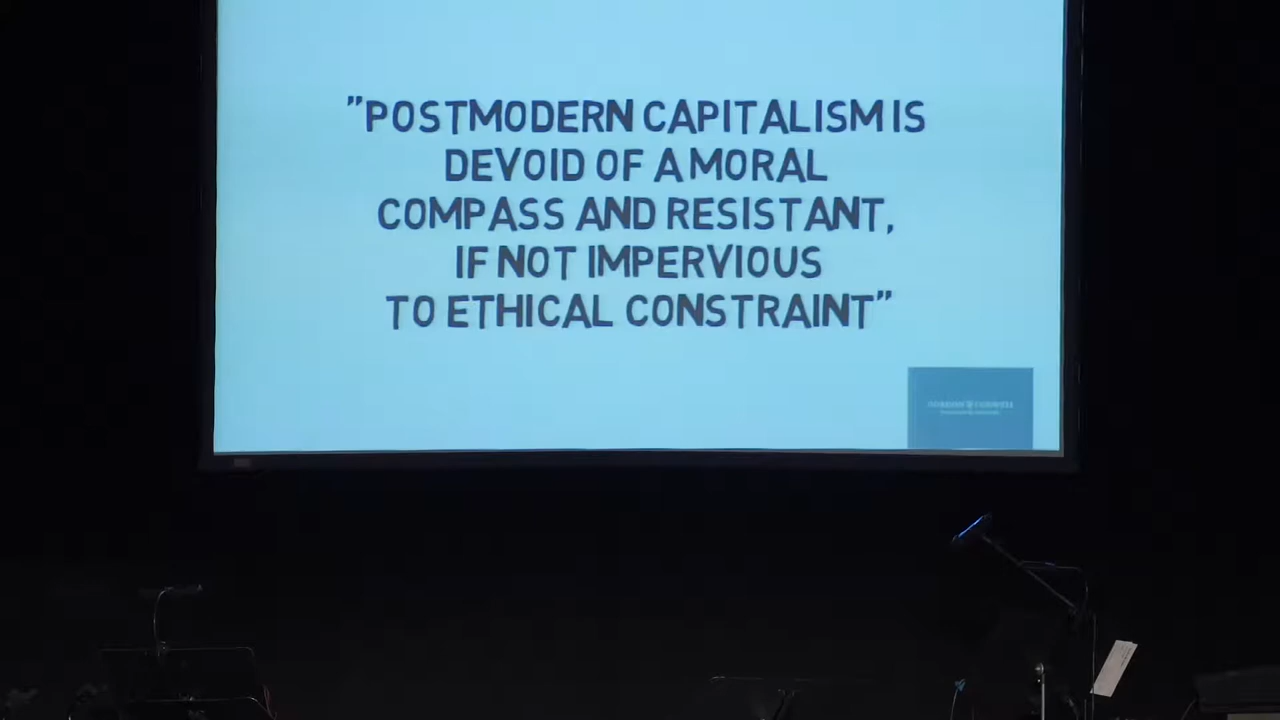 ”POSTMODERN CAPITALISM IS
DEVOID OF A MORAL
COMPASS AND RESISTANT,
IF NOT IMPERVIOUS
TO ETHICAL CONSTRAINT”